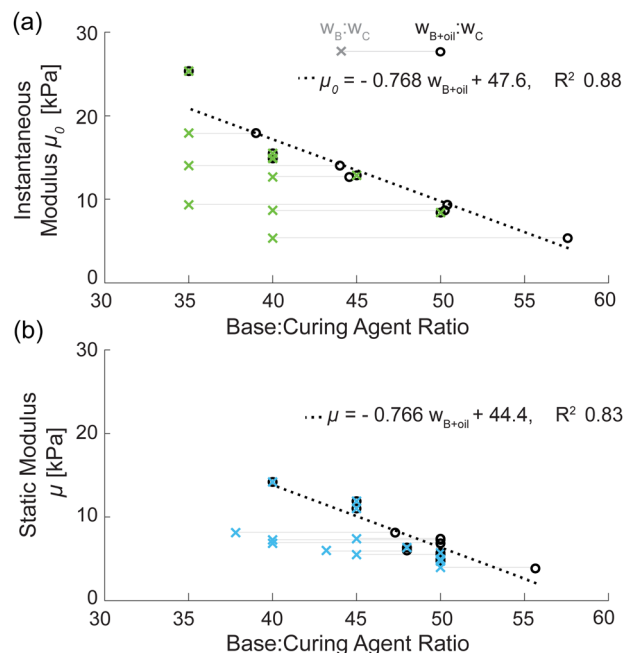 (a)
w_B:w_C w_B+oil:w_C
μ_0 = - 0.768 w_B+oil + 47.6, R² 0.88
Instantaneous
Modulus μ_0 [kPa]
30
20
10
0
30 35 40 45 50 55 60
Base:Curing Agent Ratio
(b)
μ = - 0.766 w_B+oil + 44.4, R² 0.83
Static Modulus
μ [kPa]
30
20
10
0
30 35 40 45 50 55 60
Base:Curing Agent Ratio